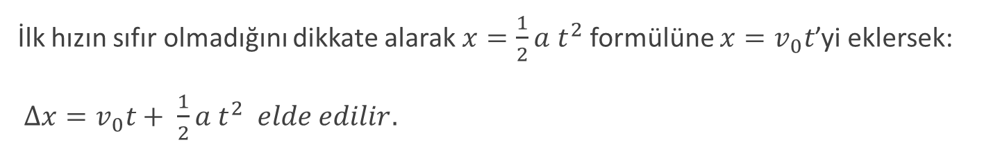 İlk hızın sıfır olmadığını dikkate alarak x = 1/2 a t² formülüne x = v₀t'yi eklersek:
Δx = v₀t + 1/2 a t² elde edilir.